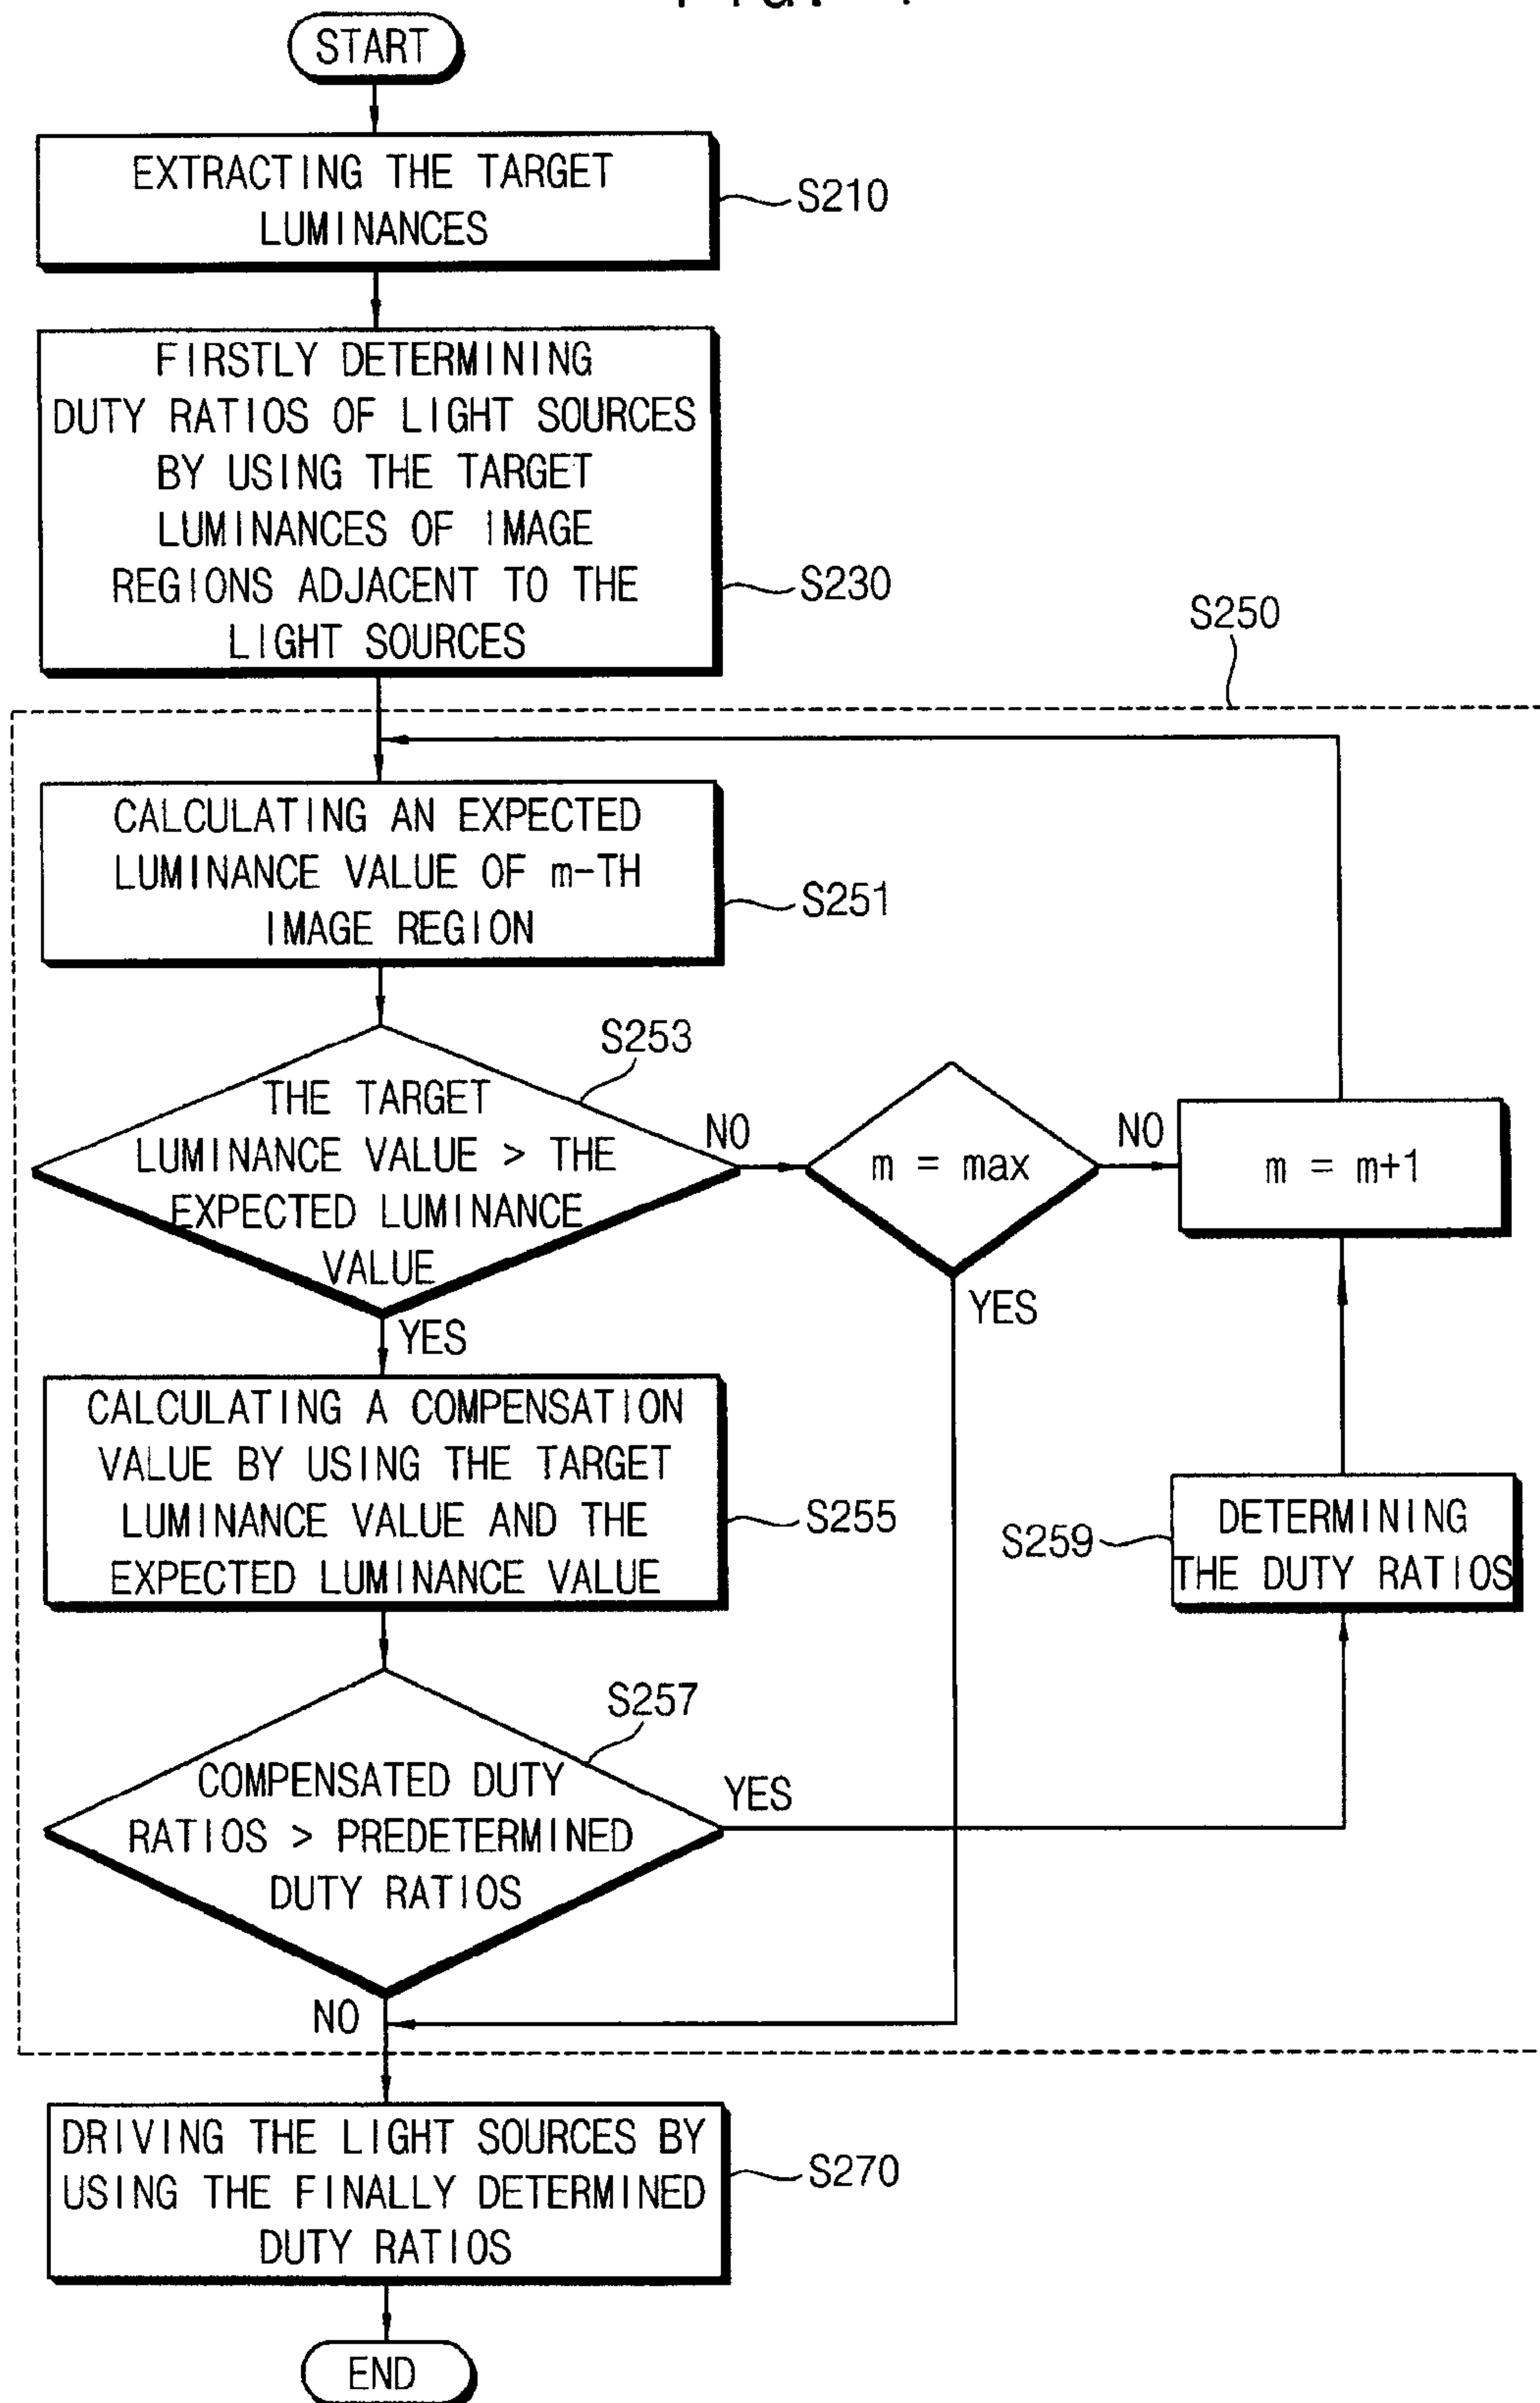 START
EXTRACTING THE TARGET
LUMINANCES
S210
FIRSTLY DETERMINING
DUTY RATIOS OF LIGHT SOURCES
BY USING THE TARGET
LUMINANCES OF IMAGE
REGIONS ADJACENT TO THE
LIGHT SOURCES
S230
S250
CALCULATING AN EXPECTED
LUMINANCE VALUE OF m-TH
IMAGE REGION
S251
S253
THE TARGET
LUMINANCE VALUE > THE
EXPECTED LUMINANCE
VALUE
NO
m = max
NO
m = m+1
YES
YES
CALCULATING A COMPENSATION
VALUE BY USING THE TARGET
LUMINANCE VALUE AND THE
EXPECTED LUMINANCE VALUE
S255
S259
DETERMINING
THE DUTY RATIOS
S257
COMPENSATED DUTY
RATIOS > PREDETERMINED
DUTY RATIOS
YES
NO
DRIVING THE LIGHT SOURCES BY
USING THE FINALLY DETERMINED
DUTY RATIOS
S270
END